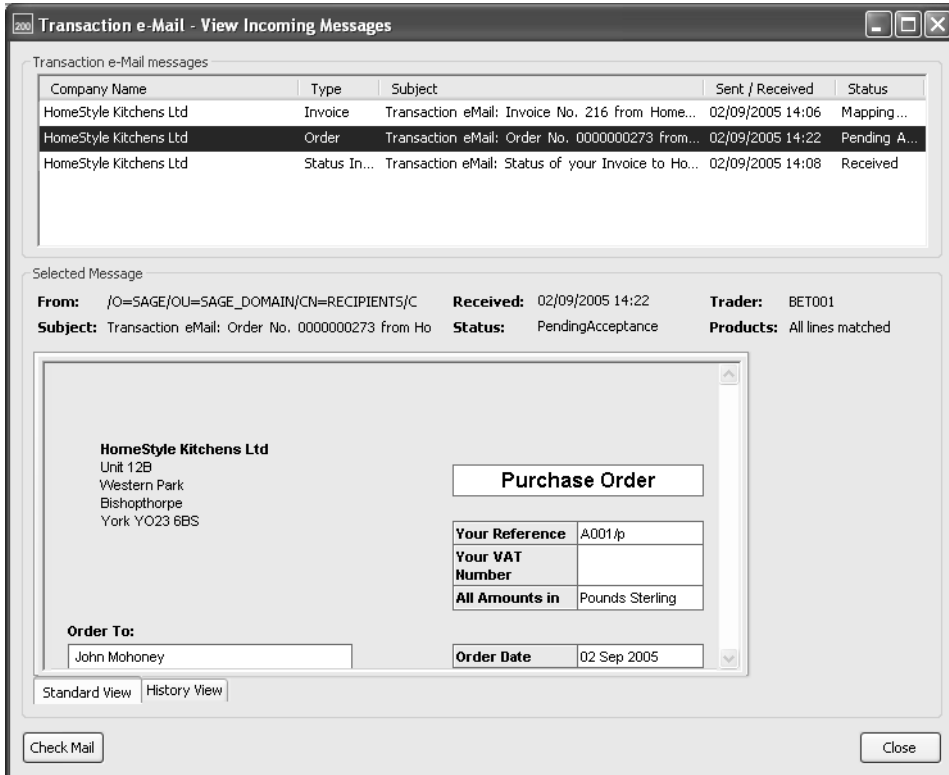 200 Transaction e-Mail - View Incoming Messages
Transaction e-Mail messages
Company Name Type Subject Sent / Received Status
HomeStyle Kitchens Ltd Invoice Transaction eMail: Invoice No. 216 from Home... 02/09/2005 14:06 Mapping...
HomeStyle Kitchens Ltd Order Transaction eMail: Order No. 0000000273 from... 02/09/2005 14:22 Pending A...
HomeStyle Kitchens Ltd Status In... Transaction eMail: Status of your Invoice to Ho... 02/09/2005 14:08 Received
Selected Message
From: /O=SAGE/OU=SAGE_DOMAIN/CN=RECIPIENTS/C Received: 02/09/2005 14:22 Trader: BET001
Subject: Transaction eMail: Order No. 0000000273 from Ho Status: PendingAcceptance Products: All lines matched
HomeStyle Kitchens Ltd
Unit 12B
Western Park
Bishopthorpe
York YO23 6BS
Purchase Order
Your Reference A001/p
Your VAT
Number
All Amounts in Pounds Sterling
Order To:
John Mohoney Order Date 02 Sep 2005
Standard View History View
Check Mail Close